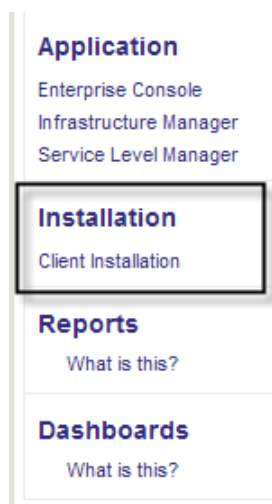 Application
Enterprise Console
Infrastructure Manager
Service Level Manager
Installation
Client Installation
Reports
What is this?
Dashboards
What is this?